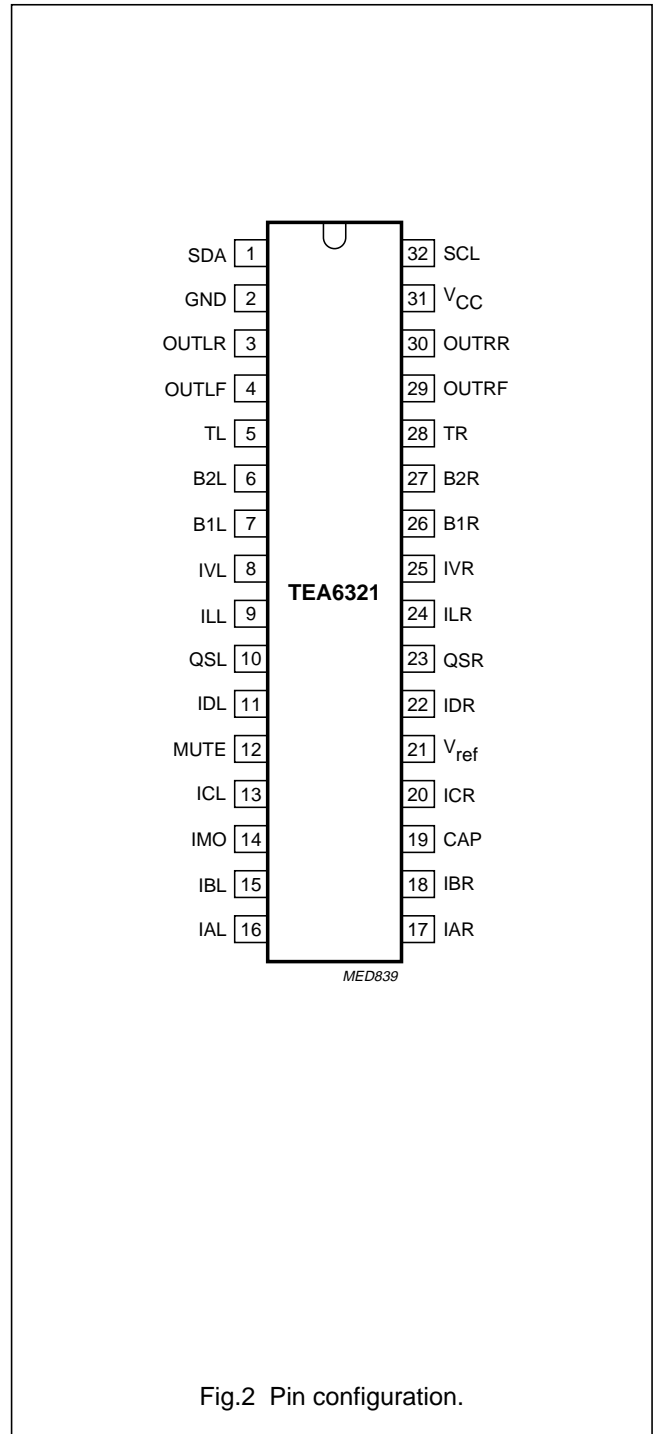 SDA 1 32 SCL
GND 2 31 VCC
OUTLR 3 30 OUTRR
OUTLF 4 29 OUTRF
TL 5 28 TR
B2L 6 27 B2R
B1L 7 26 B1R
IVL 8 25 IVR
TEA6321
ILL 9 24 ILR
QSL 10 23 QSR
IDL 11 22 IDR
MUTE 12 21 Vref
ICL 13 20 ICR
IMO 14 19 CAP
IBL 15 18 IBR
IAL 16 17 IAR
MED839
Fig.2 Pin configuration.